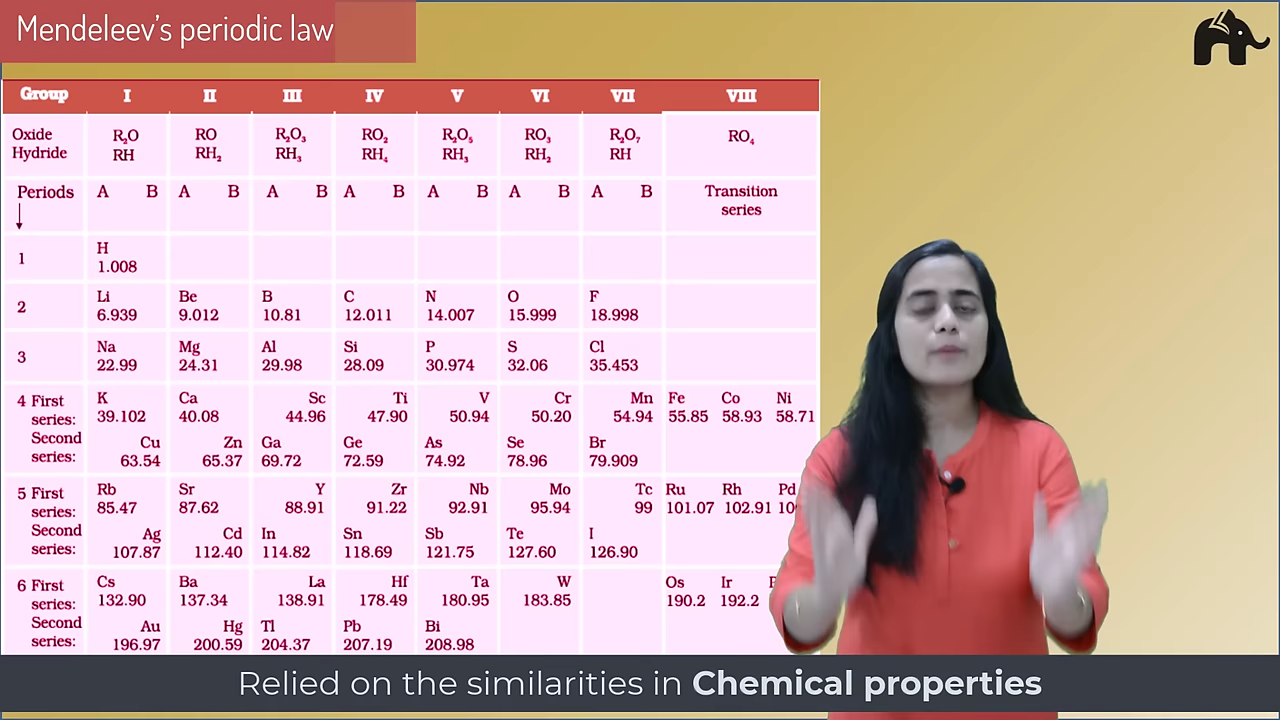 Mendeleev's periodic law
Group I II III IV V VI VII VIII
Oxide R₂O RO R₂O₃ RO₂ R₂O₅ RO₃ R₂O₇ RO₄
Hydride RH RH₂ RH₃ RH₄ RH₃ RH₂ RH
Periods A B A B A B A B A B A B A B Transition
series
1 H
1.008
2 Li Be B C N O F
6.939 9.012 10.81 12.011 14.007 15.999 18.998
3 Na Mg Al Si P S Cl
22.99 24.31 29.98 28.09 30.974 32.06 35.453
4 First K Ca Sc Ti V Cr Mn Fe Co Ni
series: 39.102 40.08 44.96 47.90 50.94 50.20 54.94 55.85 58.93 58.71
Second Cu Zn Ga Ge As Se Br
series: 63.54 65.37 69.72 72.59 74.92 78.96 79.909
5 First Rb Sr Y Zr Nb Mo Tc Ru Rh Pd
series: 85.47 87.62 88.91 91.22 92.91 95.94 99 101.07 102.91
Second Ag Cd In Sn Sb Te I
series: 107.87 112.40 114.82 118.69 121.75 127.60 126.90
6 First Cs Ba La Hf Ta W Os Ir
series: 132.90 137.34 138.91 178.49 180.95 183.85 190.2 192.2
Second Au Hg Tl Pb Bi
series: 196.97 200.59 204.37 207.19 208.98
Relied on the similarities in Chemical properties